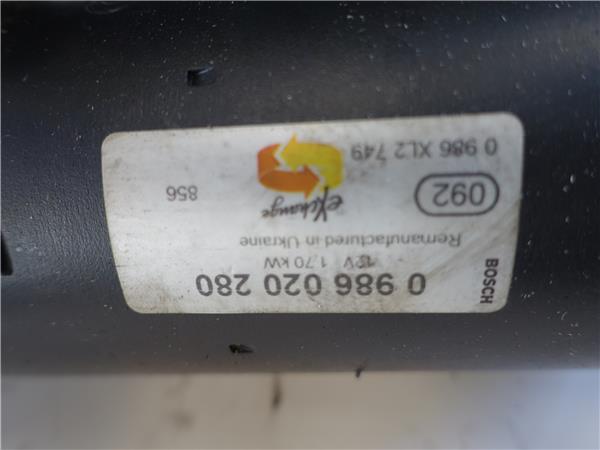 BOSCH
0 986 020 280
12V 1,70 kW
Remanufactured in Ukraine
eXchange
092
856
0 986 XL2 749